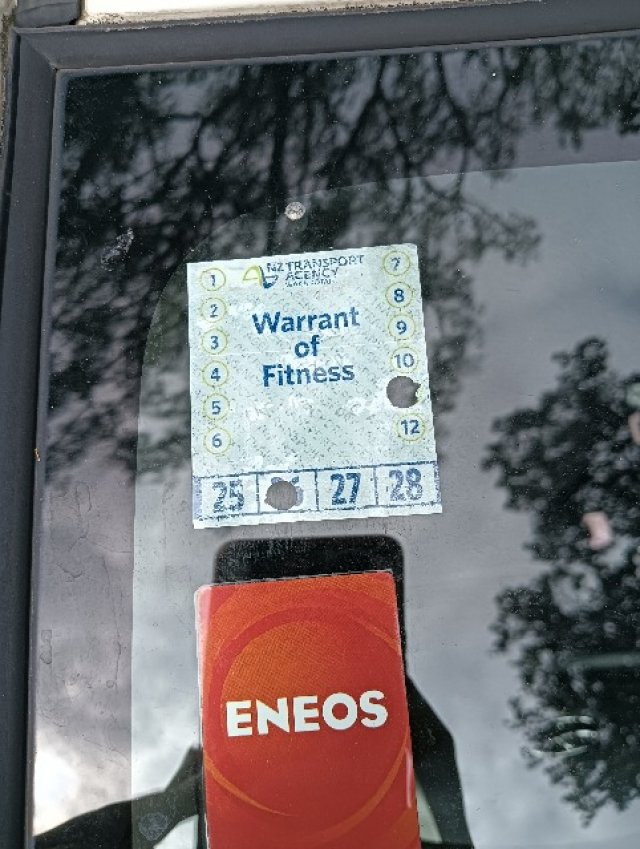 NZ TRANSPORT
AGENCY
Warrant
of
Fitness
1
2
3
4
5
6
7
8
9
10
12
25
27
28
ENEOS